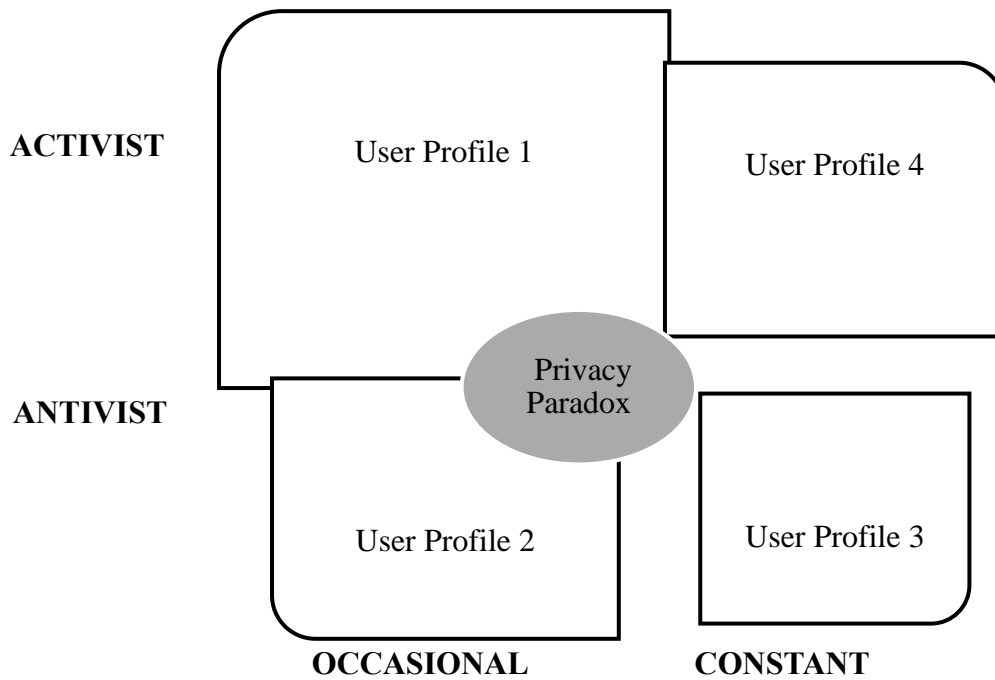 ACTIVIST
User Profile 1
User Profile 4
Privacy
Paradox
ANTIVIST
User Profile 2
User Profile 3
OCCASIONAL
CONSTANT